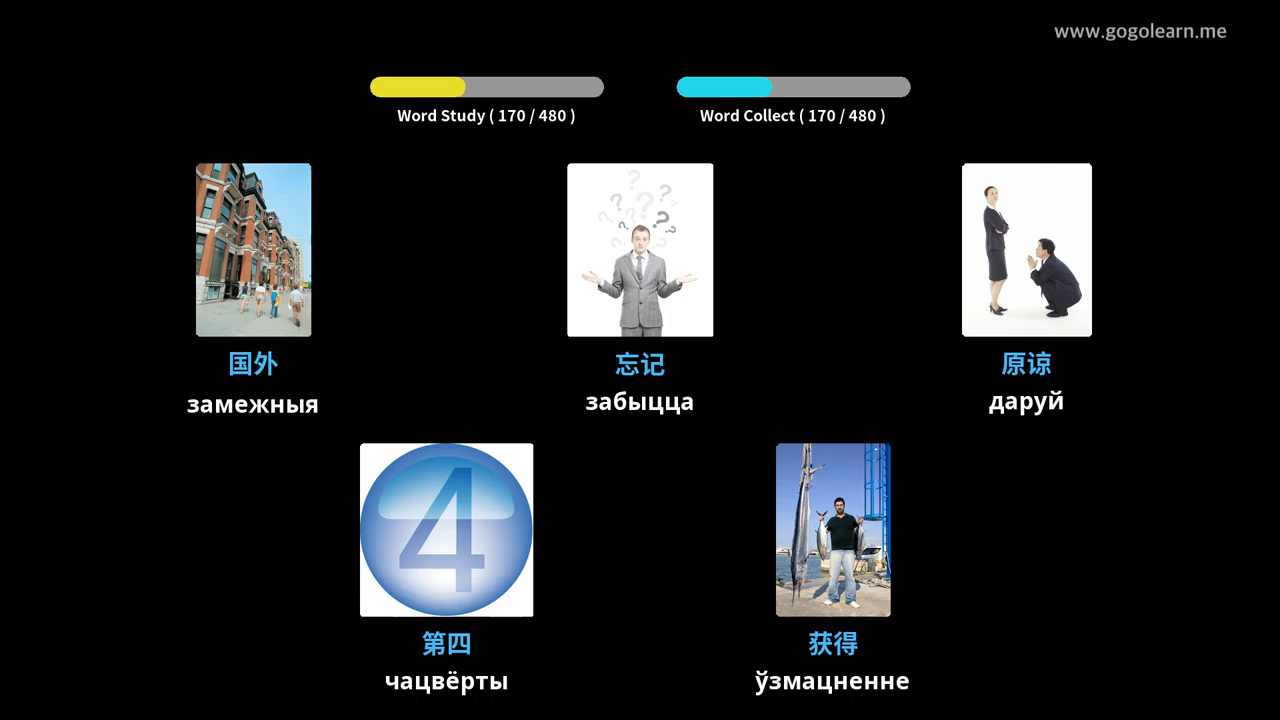 www.gogolearn.me
Word Study ( 170 / 480 )
Word Collect ( 170 / 480 )
国外
замежныя
忘记
забыцца
原谅
даруй
4
第四
чацвёрты
获得
ўзмацненне